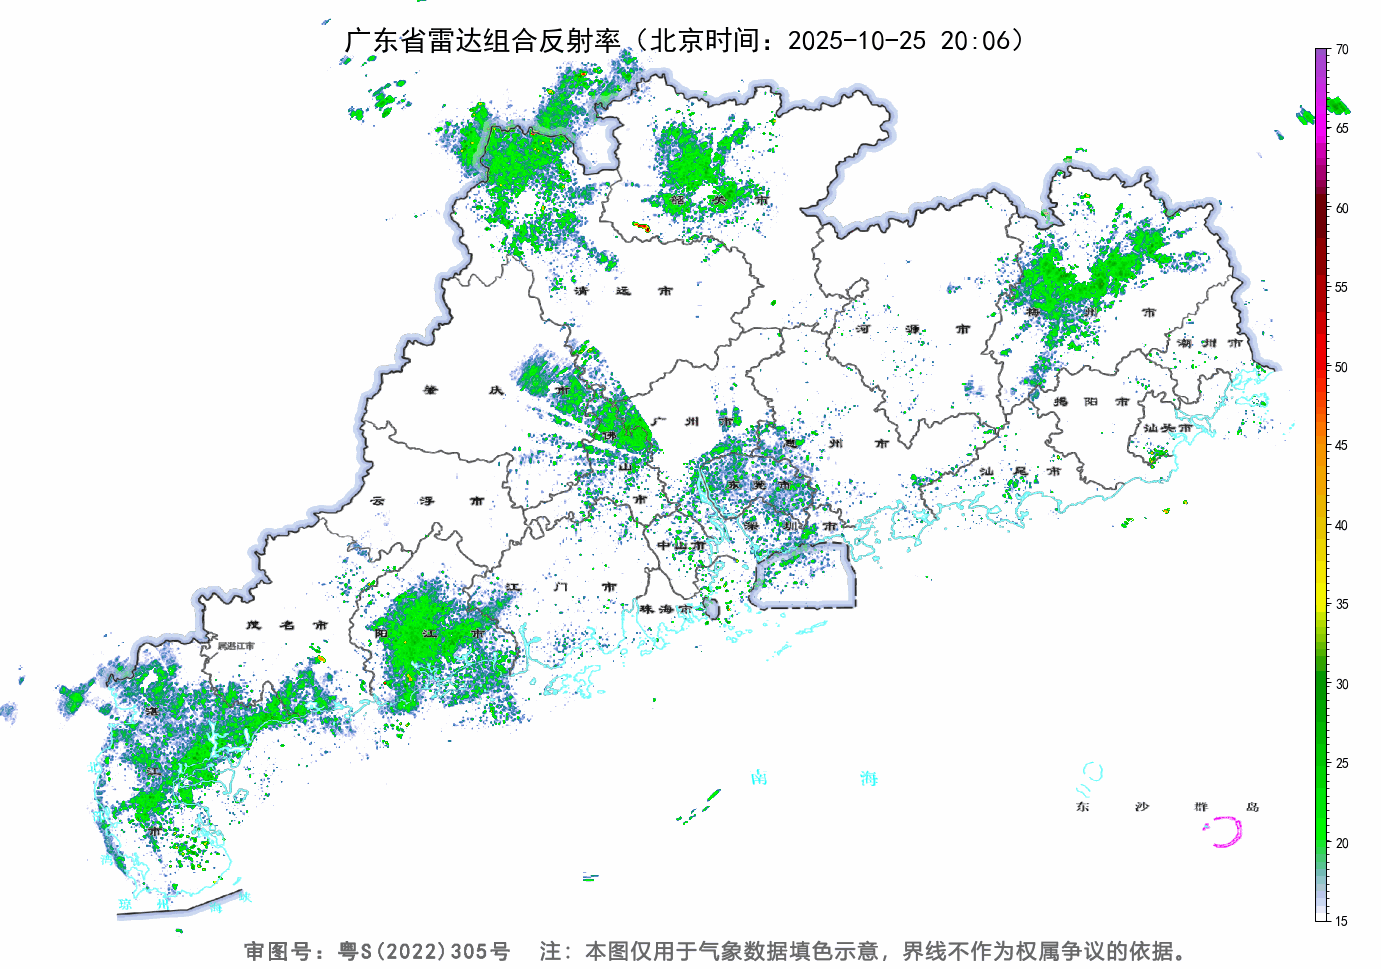 广东省雷达组合反射率（北京时间：2025-10-25 20:06）
70
65
60
55
50
45
40
35
30
25
20
15
韶关市
清远市
河源市
梅州市
潮州市
肇庆市
广州市
佛山市
惠州市
揭阳市
汕头市
汕尾市
东莞市
云浮市
深圳市
中山市
江门市
珠海市
茂名市
阳江市
属湛江市
湛江市
南海
东沙群岛
琼州海峡
审图号：粤S(2022)305号 注：本图仅用于气象数据填色示意，界线不作为权属争议的依据。